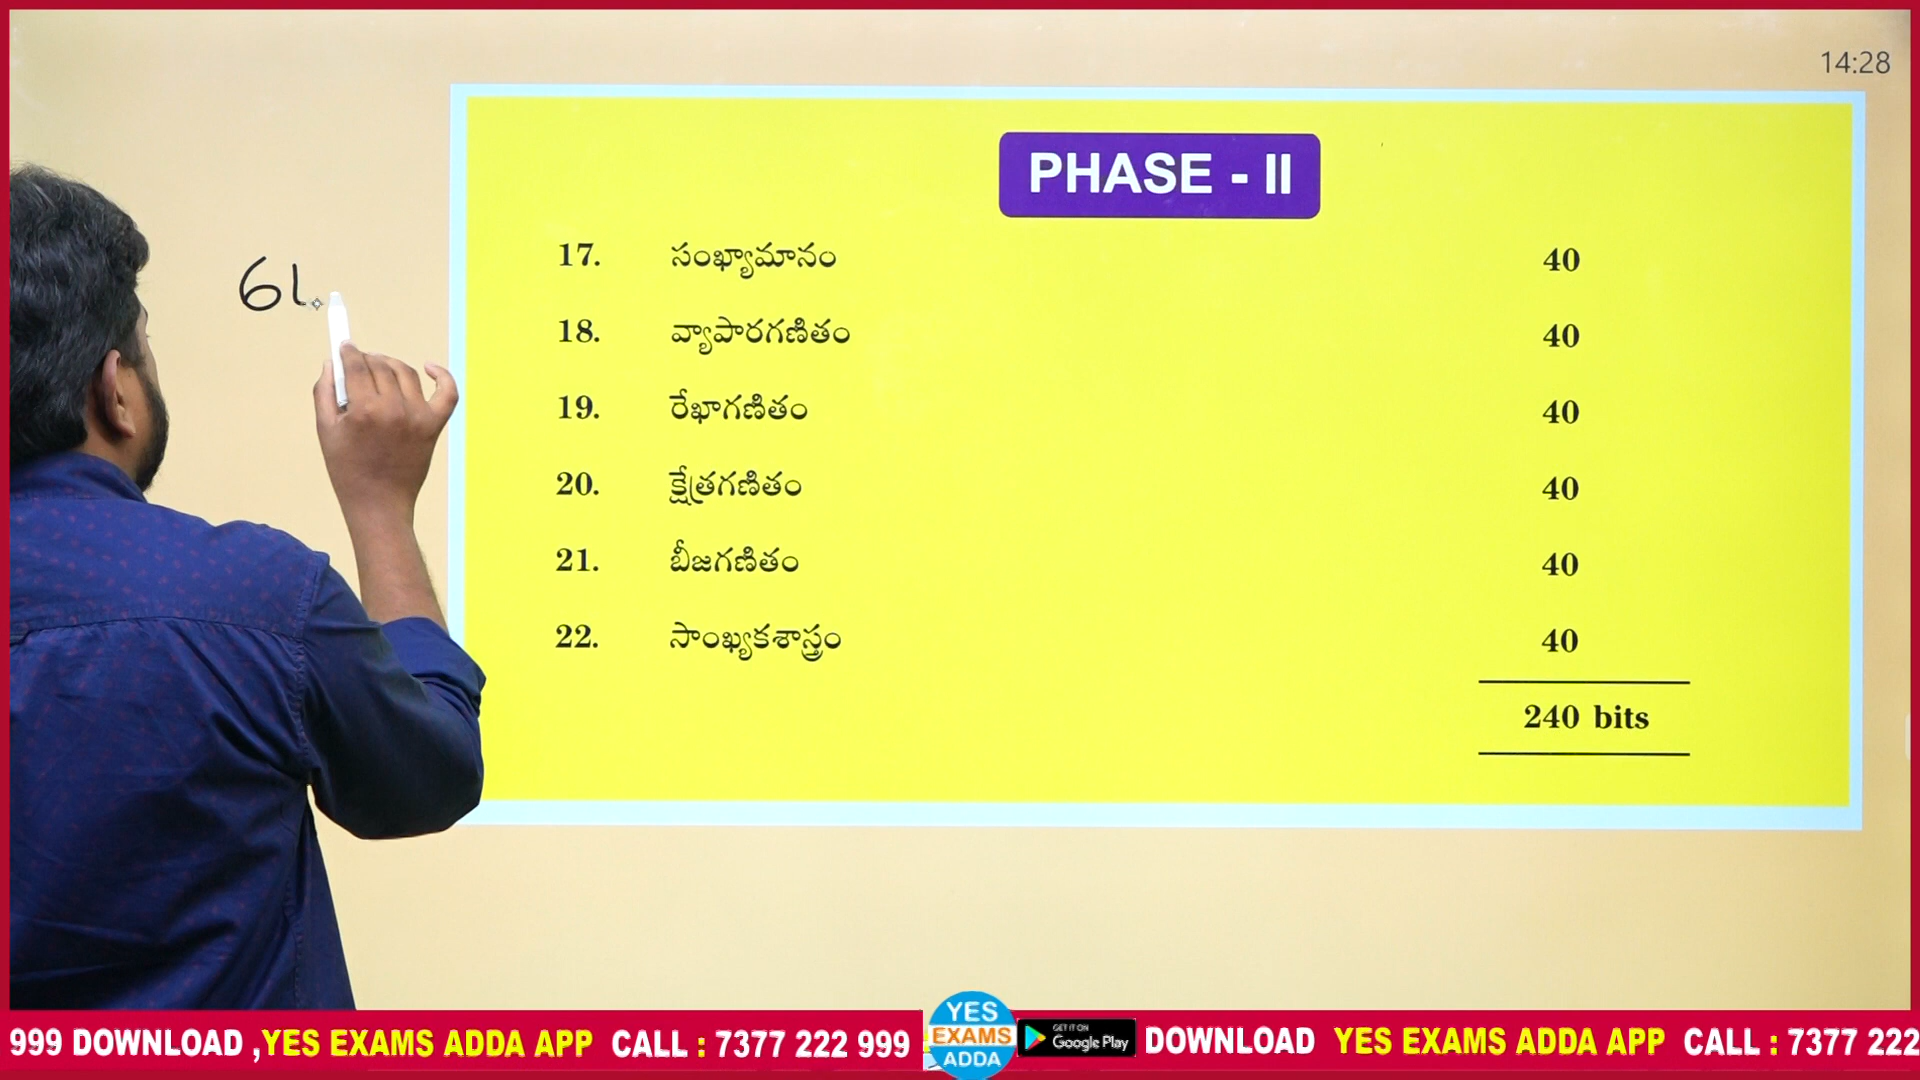 14:28
PHASE - II
17. సంఖ్యామానం 40
18. వ్యాపారగణితం 40
19. రేఖాగణితం 40
20. క్షేత్రగణితం 40
21. బీజగణితం 40
22. సాంఖ్యకశాస్త్రం 40
240 bits
6
999 DOWNLOAD ,YES EXAMS ADDA APP CALL : 7377 222 999
YES
EXAMS
ADDA
GET IT ON
Google Play
DOWNLOAD YES EXAMS ADDA APP CALL : 7377 222